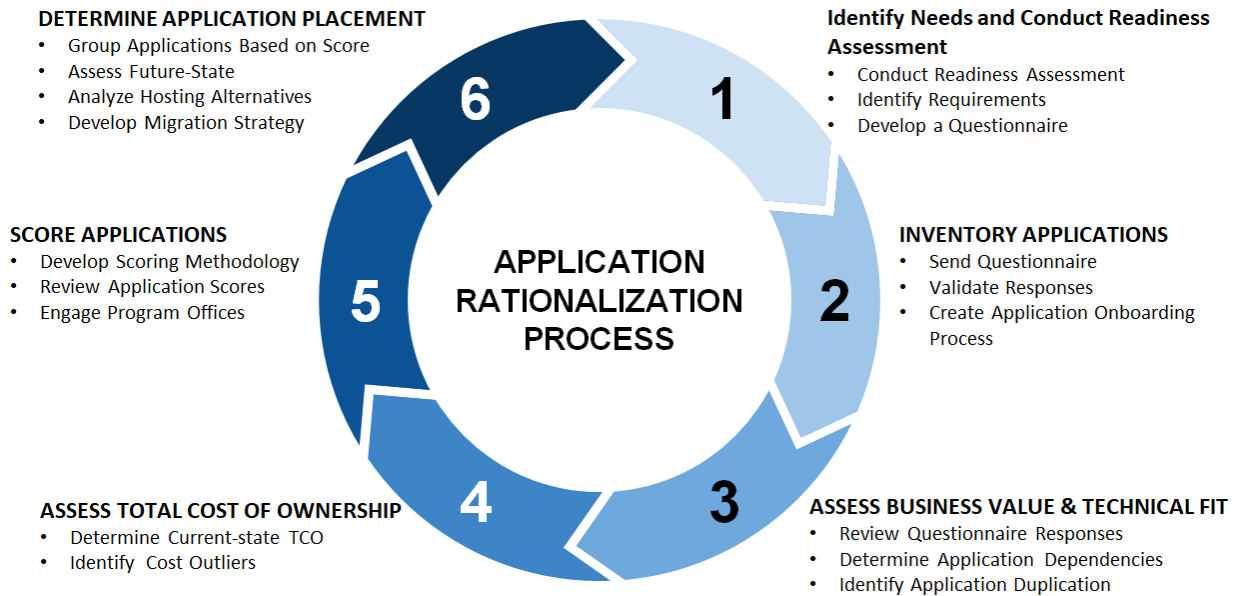 DETERMINE APPLICATION PLACEMENT
• Group Applications Based on Score
• Assess Future-State
• Analyze Hosting Alternatives
• Develop Migration Strategy
6
1
Identify Needs and Conduct Readiness
Assessment
• Conduct Readiness Assessment
• Identify Requirements
• Develop a Questionnaire
SCORE APPLICATIONS
• Develop Scoring Methodology
• Review Application Scores
• Engage Program Offices
5
APPLICATION
RATIONALIZATION
PROCESS
2
INVENTORY APPLICATIONS
• Send Questionnaire
• Validate Responses
• Create Application Onboarding
Process
ASSESS TOTAL COST OF OWNERSHIP
• Determine Current-state TCO
• Identify Cost Outliers
4
3
ASSESS BUSINESS VALUE & TECHNICAL FIT
• Review Questionnaire Responses
• Determine Application Dependencies
• Identify Application Duplication